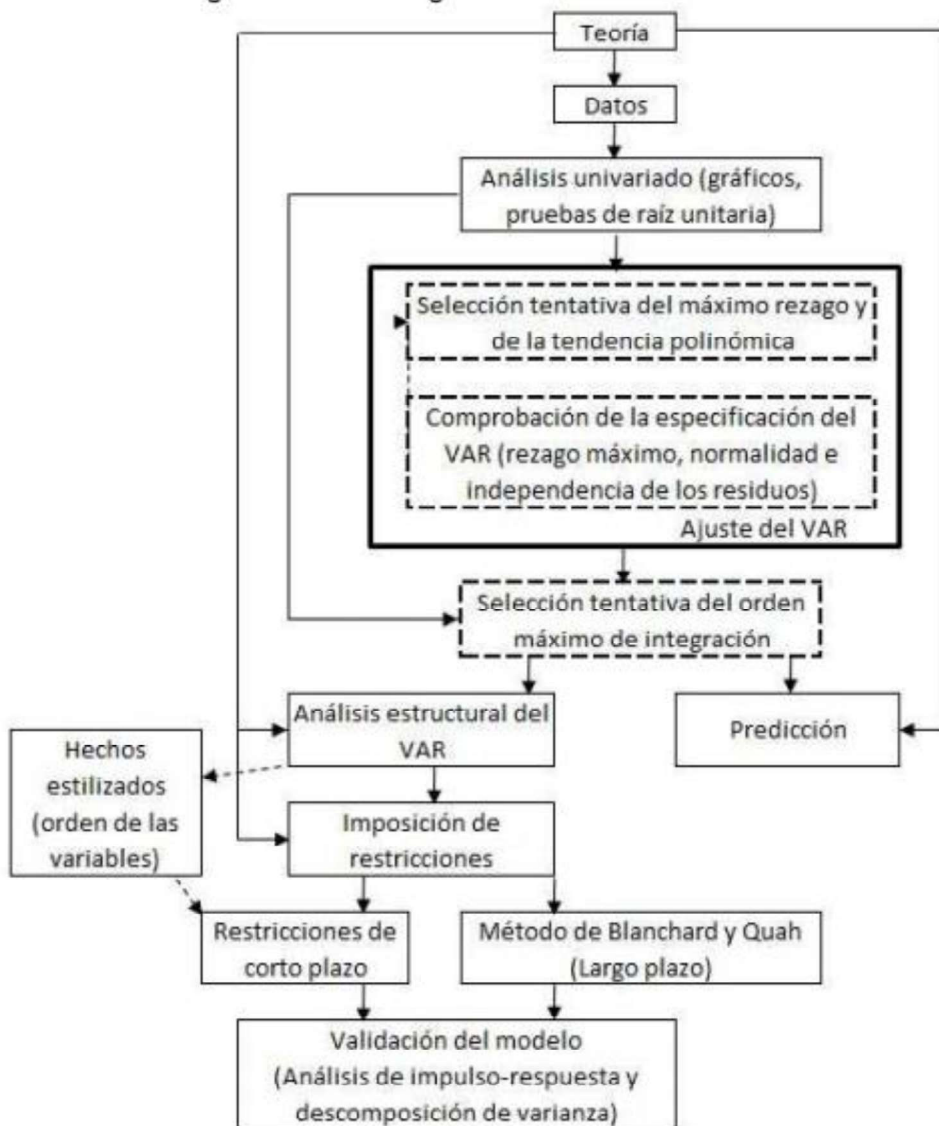 Teoría
Datos
Análisis univariado (gráficos,
pruebas de raíz unitaria)
Selección tentativa del máximo rezago y
de la tendencia polinómica
Comprobación de la especificación del
VAR (rezago máximo, normalidad e
independencia de los residuos)
Ajuste del VAR
Selección tentativa del orden
máximo de integración
Análisis estructural del
VAR
Predicción
Hechos
estilizados
(orden de las
variables)
Imposición de
restricciones
Restricciones de
corto plazo
Método de Blanchard y Quah
(Largo plazo)
Validación del modelo
(Análisis de impulso-respuesta y
descomposición de varianza)